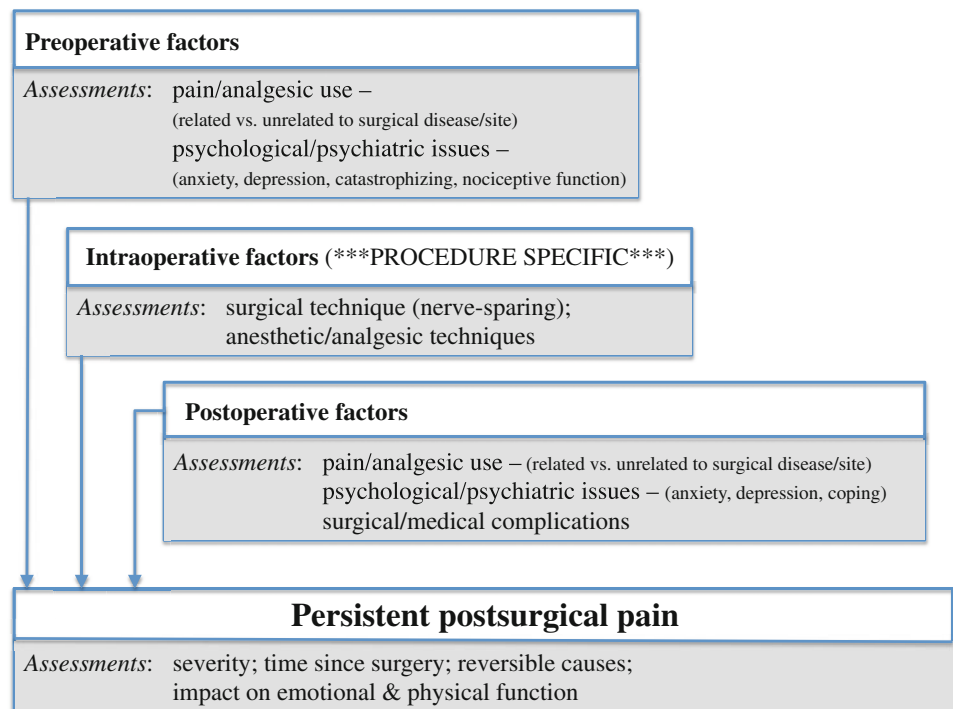 Preoperative factors
Assessments: pain/analgesic use –
(related vs. unrelated to surgical disease/site)
psychological/psychiatric issues –
(anxiety, depression, catastrophizing, nociceptive function)
Intraoperative factors (***PROCEDURE SPECIFIC***)
Assessments: surgical technique (nerve-sparing);
anesthetic/analgesic techniques
Postoperative factors
Assessments: pain/analgesic use – (related vs. unrelated to surgical disease/site)
psychological/psychiatric issues – (anxiety, depression, coping)
surgical/medical complications
Persistent postsurgical pain
Assessments: severity; time since surgery; reversible causes;
impact on emotional & physical function